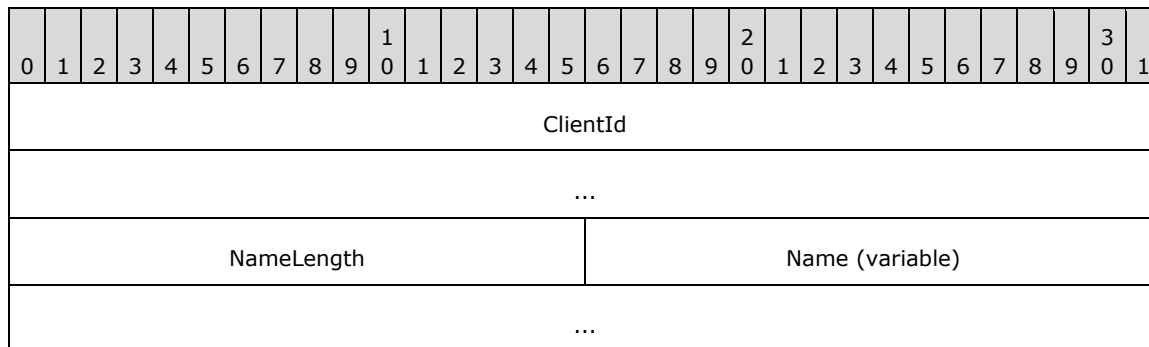 1 2 3
0 1 2 3 4 5 6 7 8 9 0 1 2 3 4 5 6 7 8 9 0 1 2 3 4 5 6 7 8 9 0 1
ClientId
...
NameLength Name (variable)
...